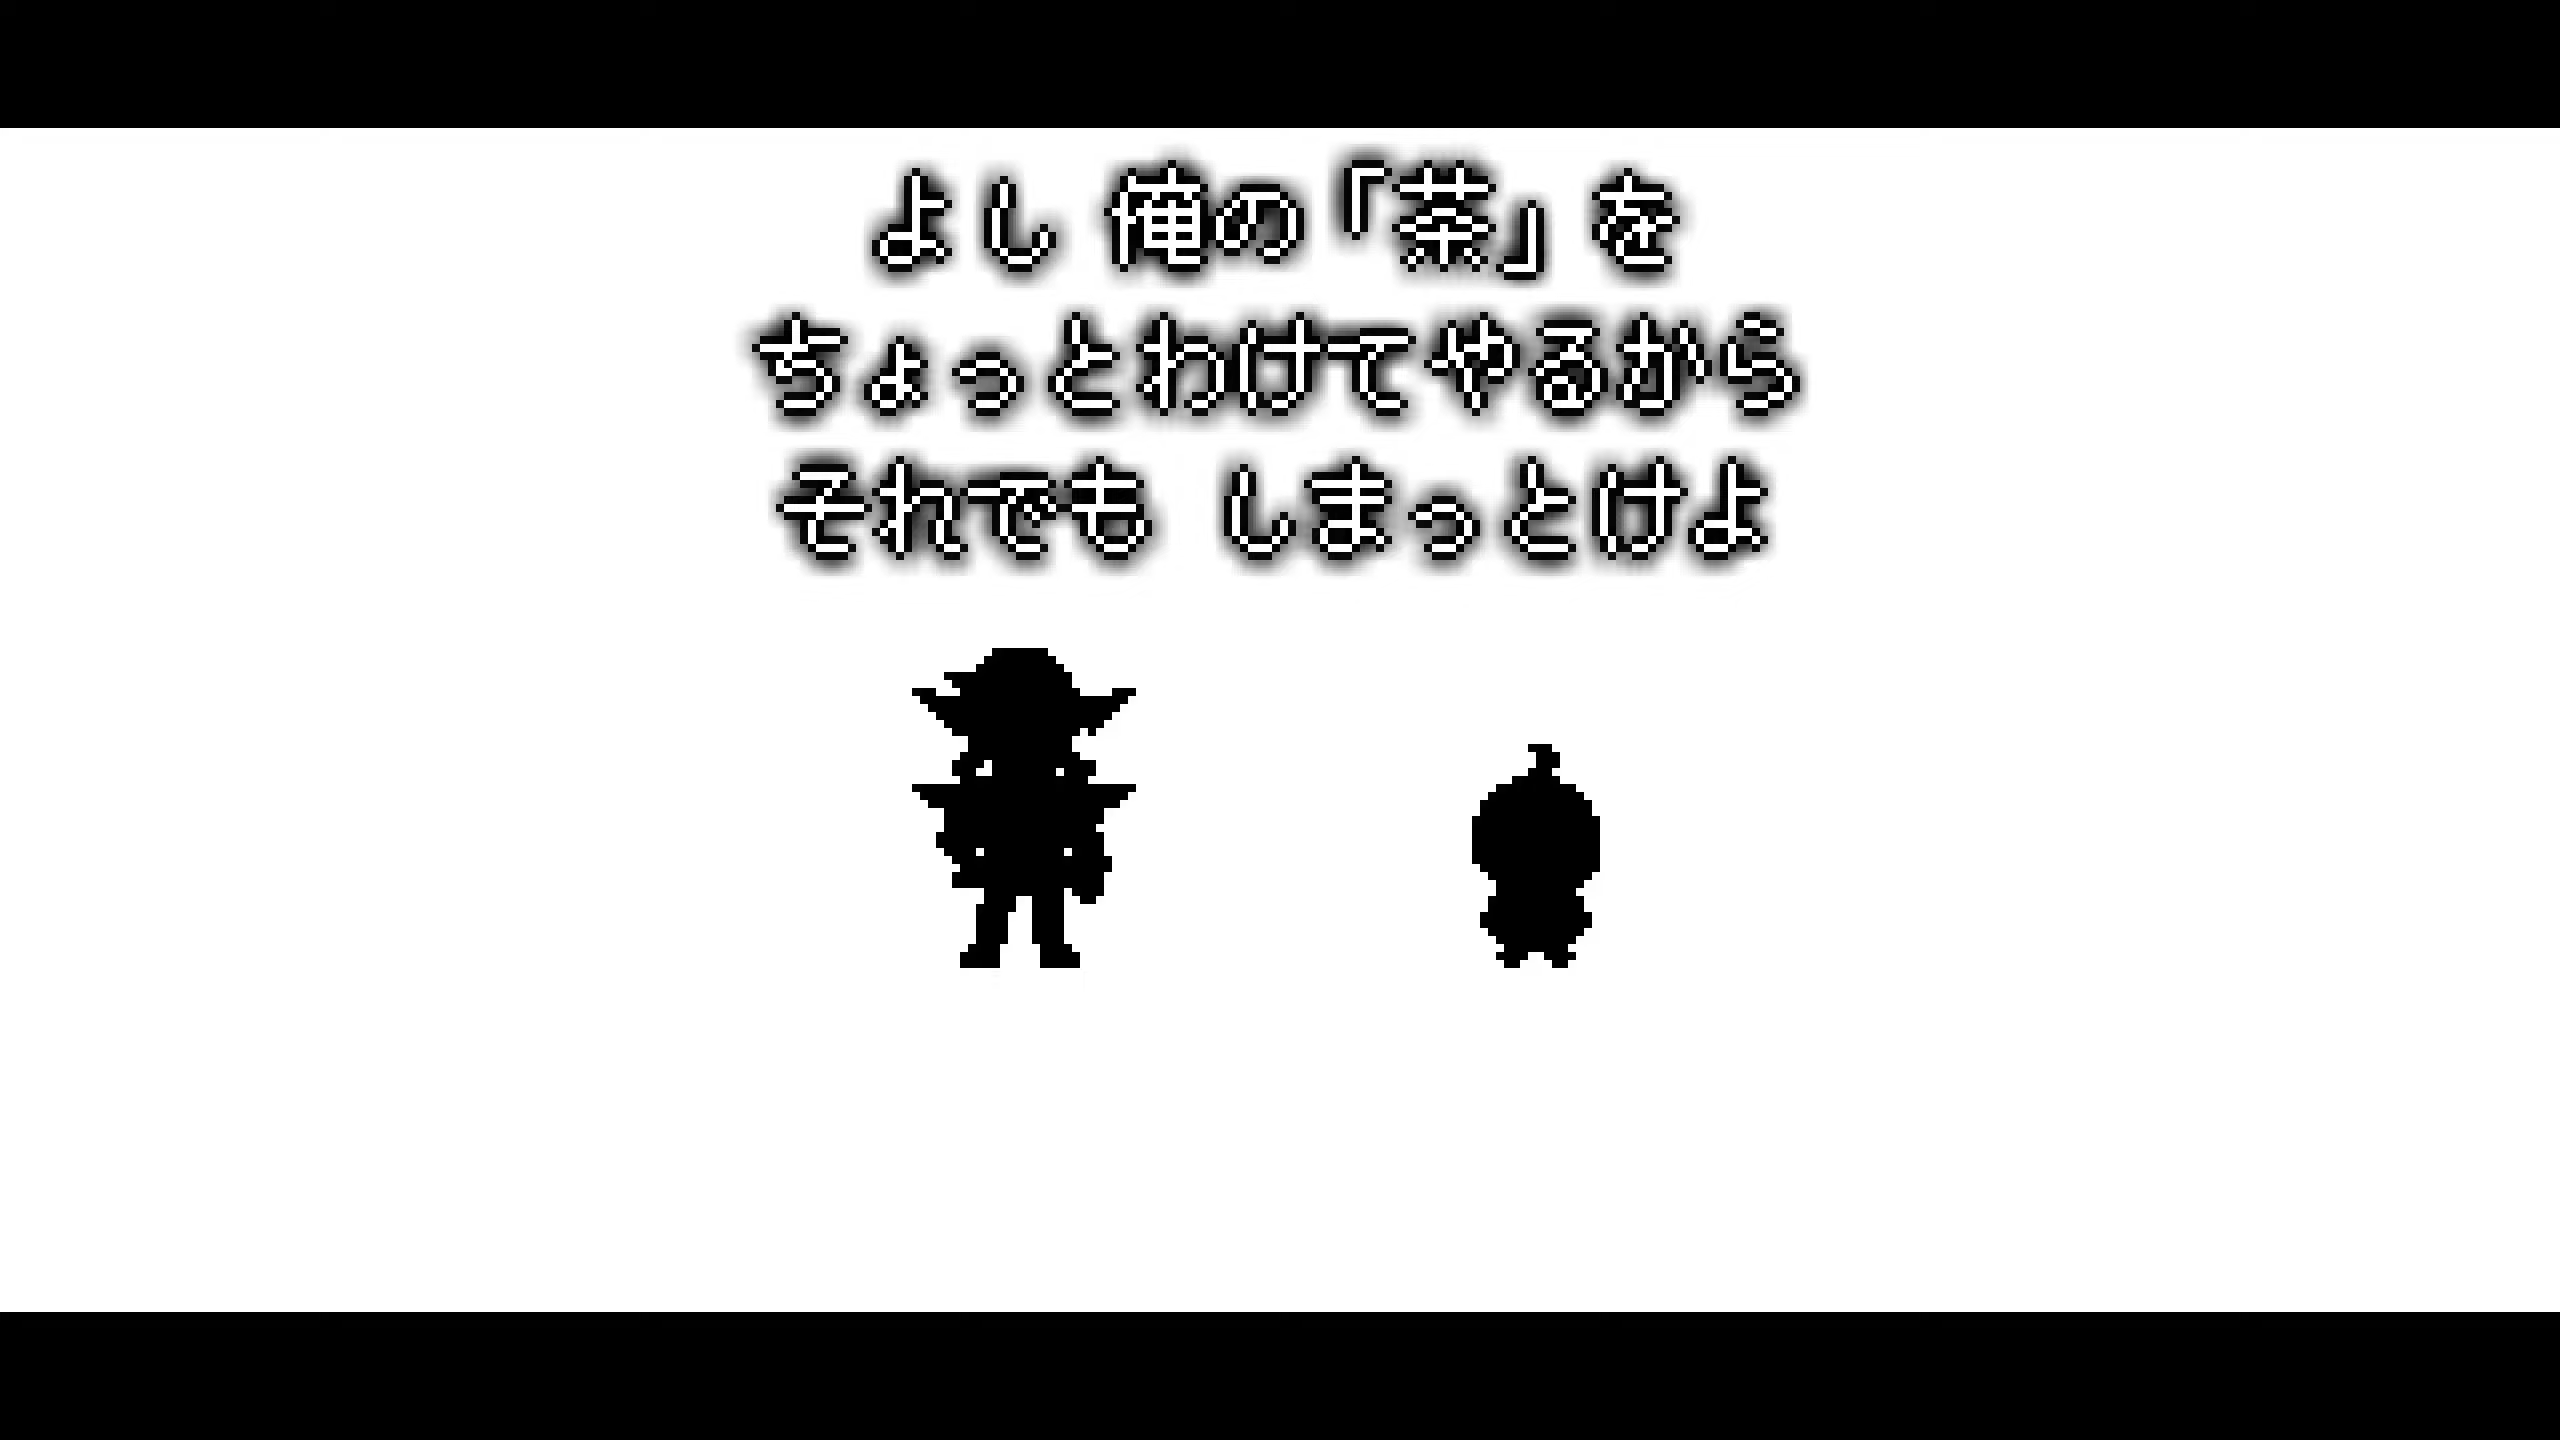 よし 俺の「茶」を
ちょっとわけてやるから
それでも しまっとけよ